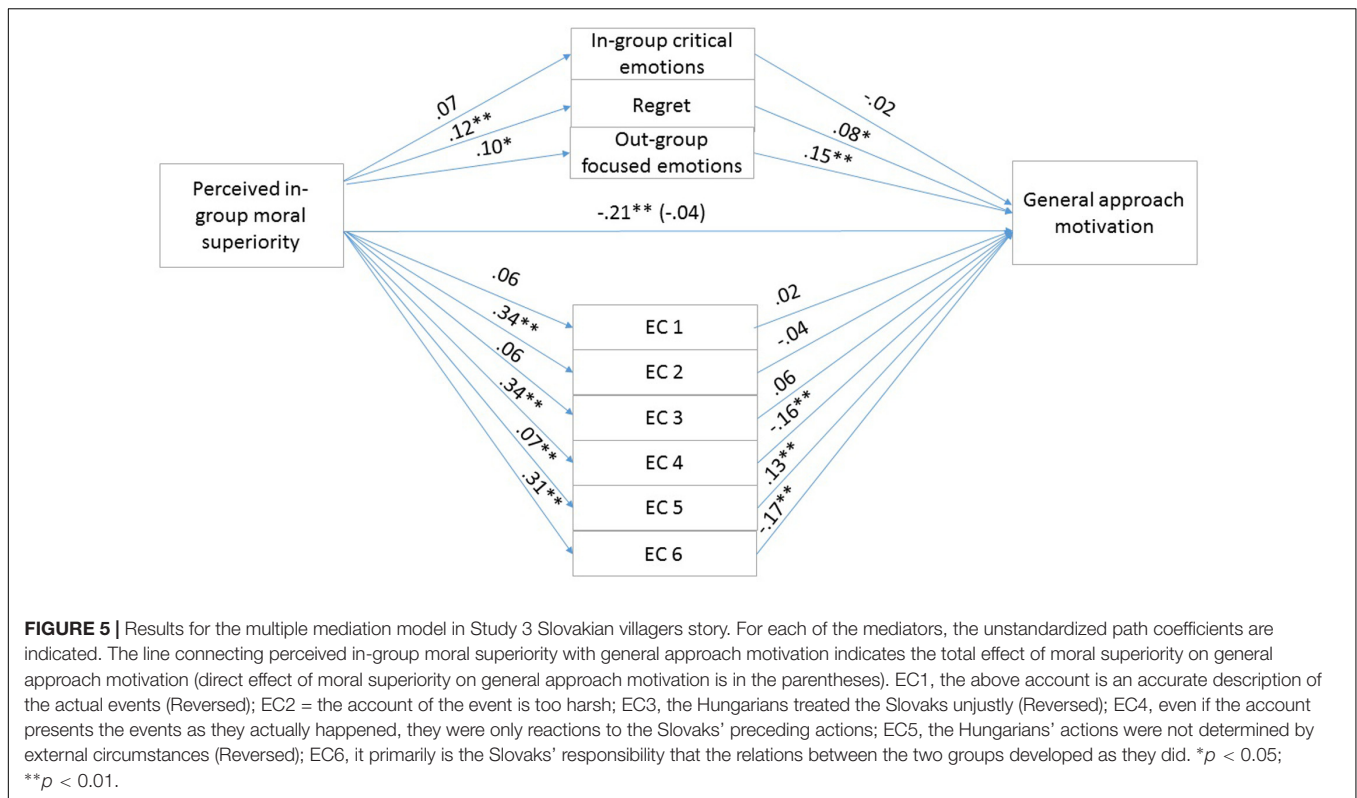 In-group critical
emotions
Regret
Out-group
focused emotions
.07
.12**
.10*
-.02
.08*
.15**
Perceived in-
group moral
superiority
-.21** (-.04)
General approach
motivation
.06
.34**
.06
.34**
.07**
.31**
EC 1
EC 2
EC 3
EC 4
EC 5
EC 6
.02
-.04
.06
-.16**
.13**
-.17**
FIGURE 5 | Results for the multiple mediation model in Study 3 Slovakian villagers story. For each of the mediators, the unstandardized path coefficients are
indicated. The line connecting perceived in-group moral superiority with general approach motivation indicates the total effect of moral superiority on general
approach motivation (direct effect of moral superiority on general approach motivation is in the parentheses). EC1, the above account is an accurate description of
the actual events (Reversed); EC2 = the account of the event is too harsh; EC3, the Hungarians treated the Slovaks unjustly (Reversed); EC4, even if the account
presents the events as they actually happened, they were only reactions to the Slovaks' preceding actions; EC5, the Hungarians' actions were not determined by
external circumstances (Reversed); EC6, it primarily is the Slovaks' responsibility that the relations between the two groups developed as they did. *p < 0.05;
**p < 0.01.